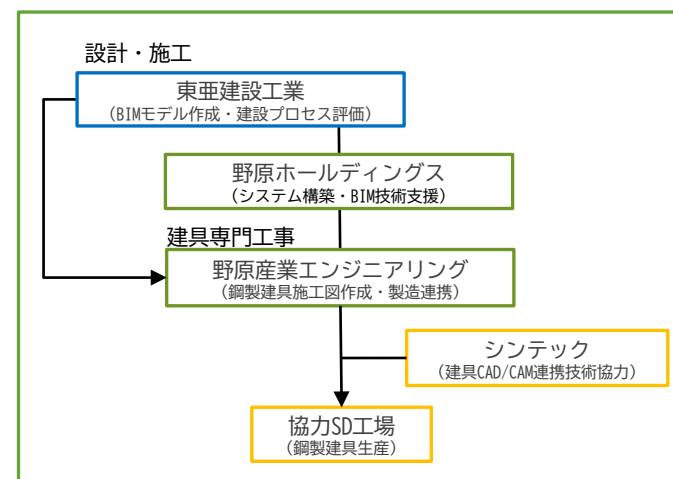 設計・施工
東亜建設工業
(BIMモデル作成・建設プロセス評価)
野原ホールディングス
(システム構築・BIM技術支援)
建具専門工事
野原産業エンジニアリング
(鋼製建具施工図作成・製造連携)
シンテック
(建具CAD/CAM連携技術協力)
協力SD工場
(鋼製建具生産)